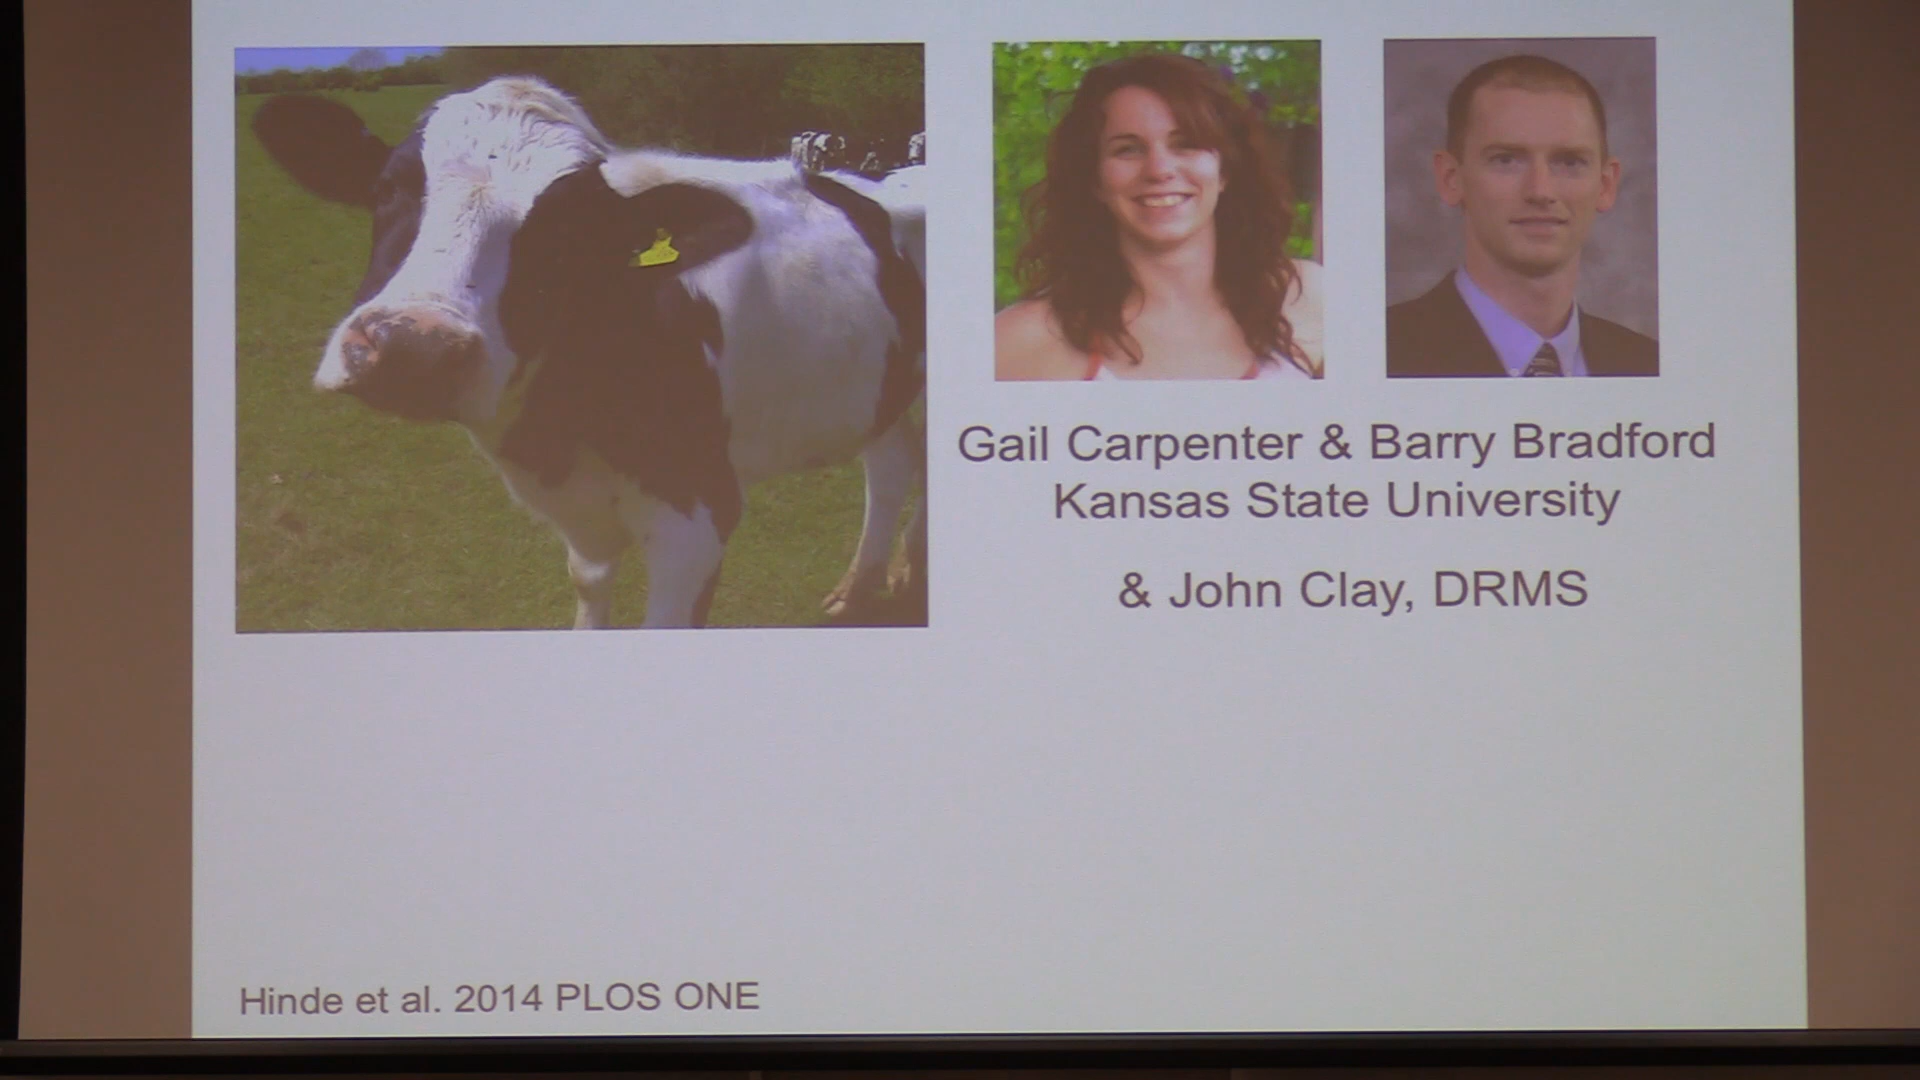 Gail Carpenter & Barry Bradford
Kansas State University
& John Clay, DRMS
Hinde et al. 2014 PLOS ONE